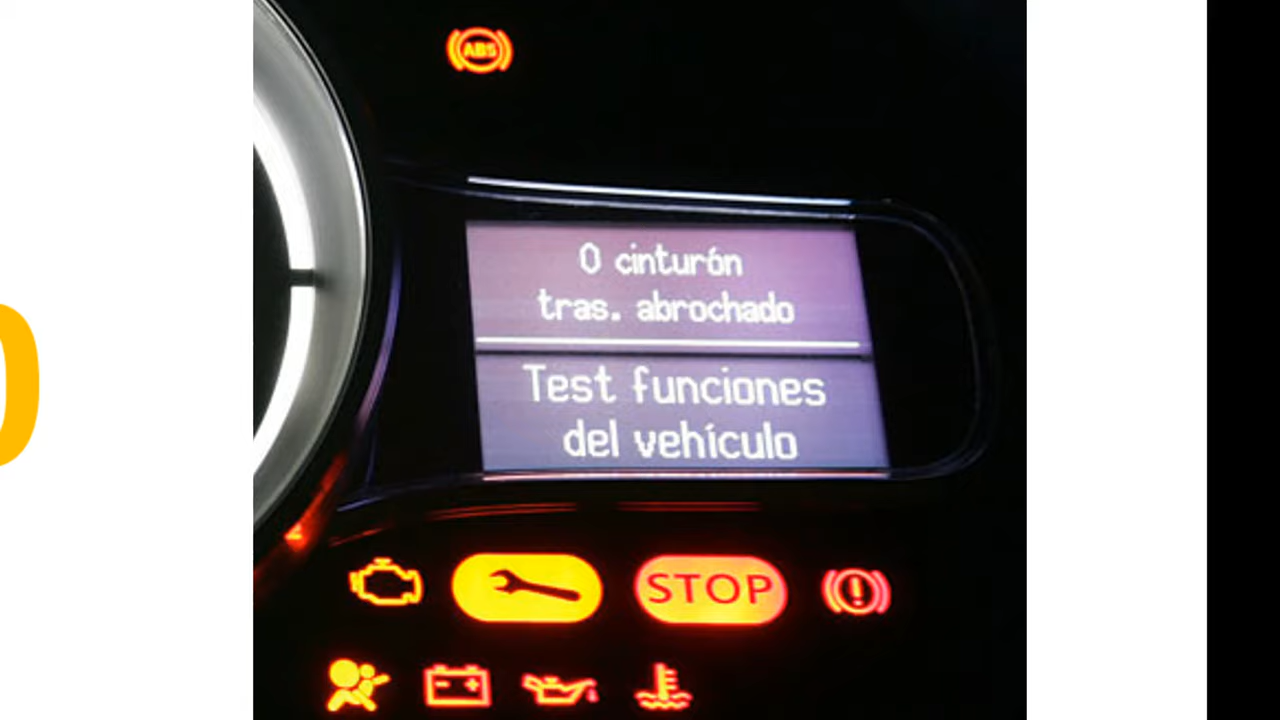 ABS
0 cinturón
tras. abrochado
Test funciones
del vehículo
STOP